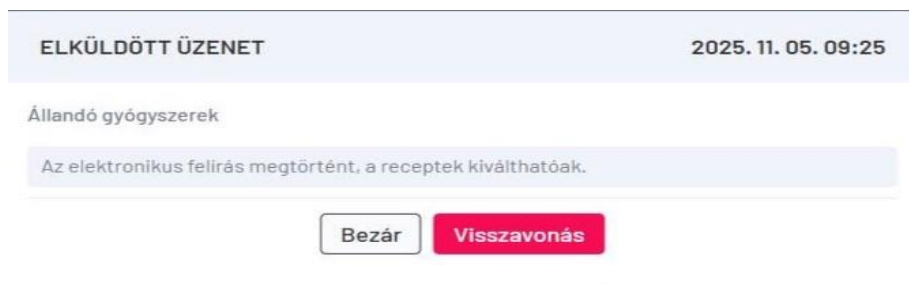 ELKÜLDÖTT ÜZENET 2025. 11. 05. 09:25
Állandó gyógyszerek
Az elektronikus felírás megtörtént, a receptek kiválthatóak.
Bezár Visszavonás